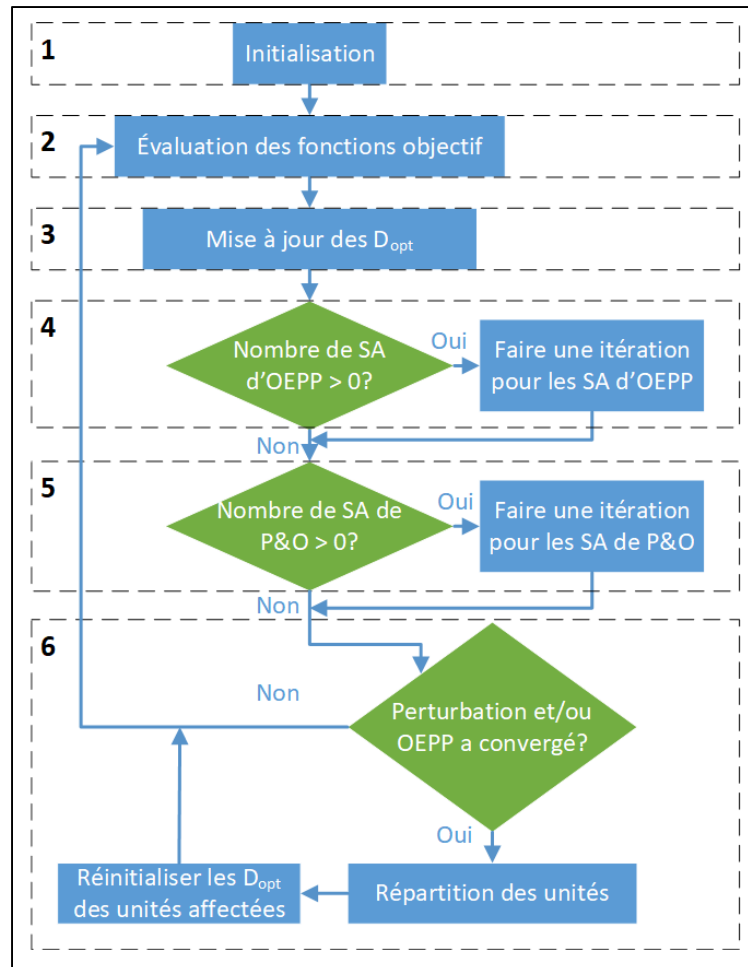 1
Initialisation
2
Évaluation des fonctions objectif
3
Mise à jour des Dopt
4
Nombre de SA
d'OEPP > 0?
Oui
Faire une itération
pour les SA d'OEPP
Non
5
Nombre de SA de
P&O > 0?
Oui
Faire une itération
pour les SA de P&O
Non
6
Non
Perturbation et/ou
OEPP a convergé?
Oui
Réinitialiser les Dopt
des unités affectées
Répartition des unités